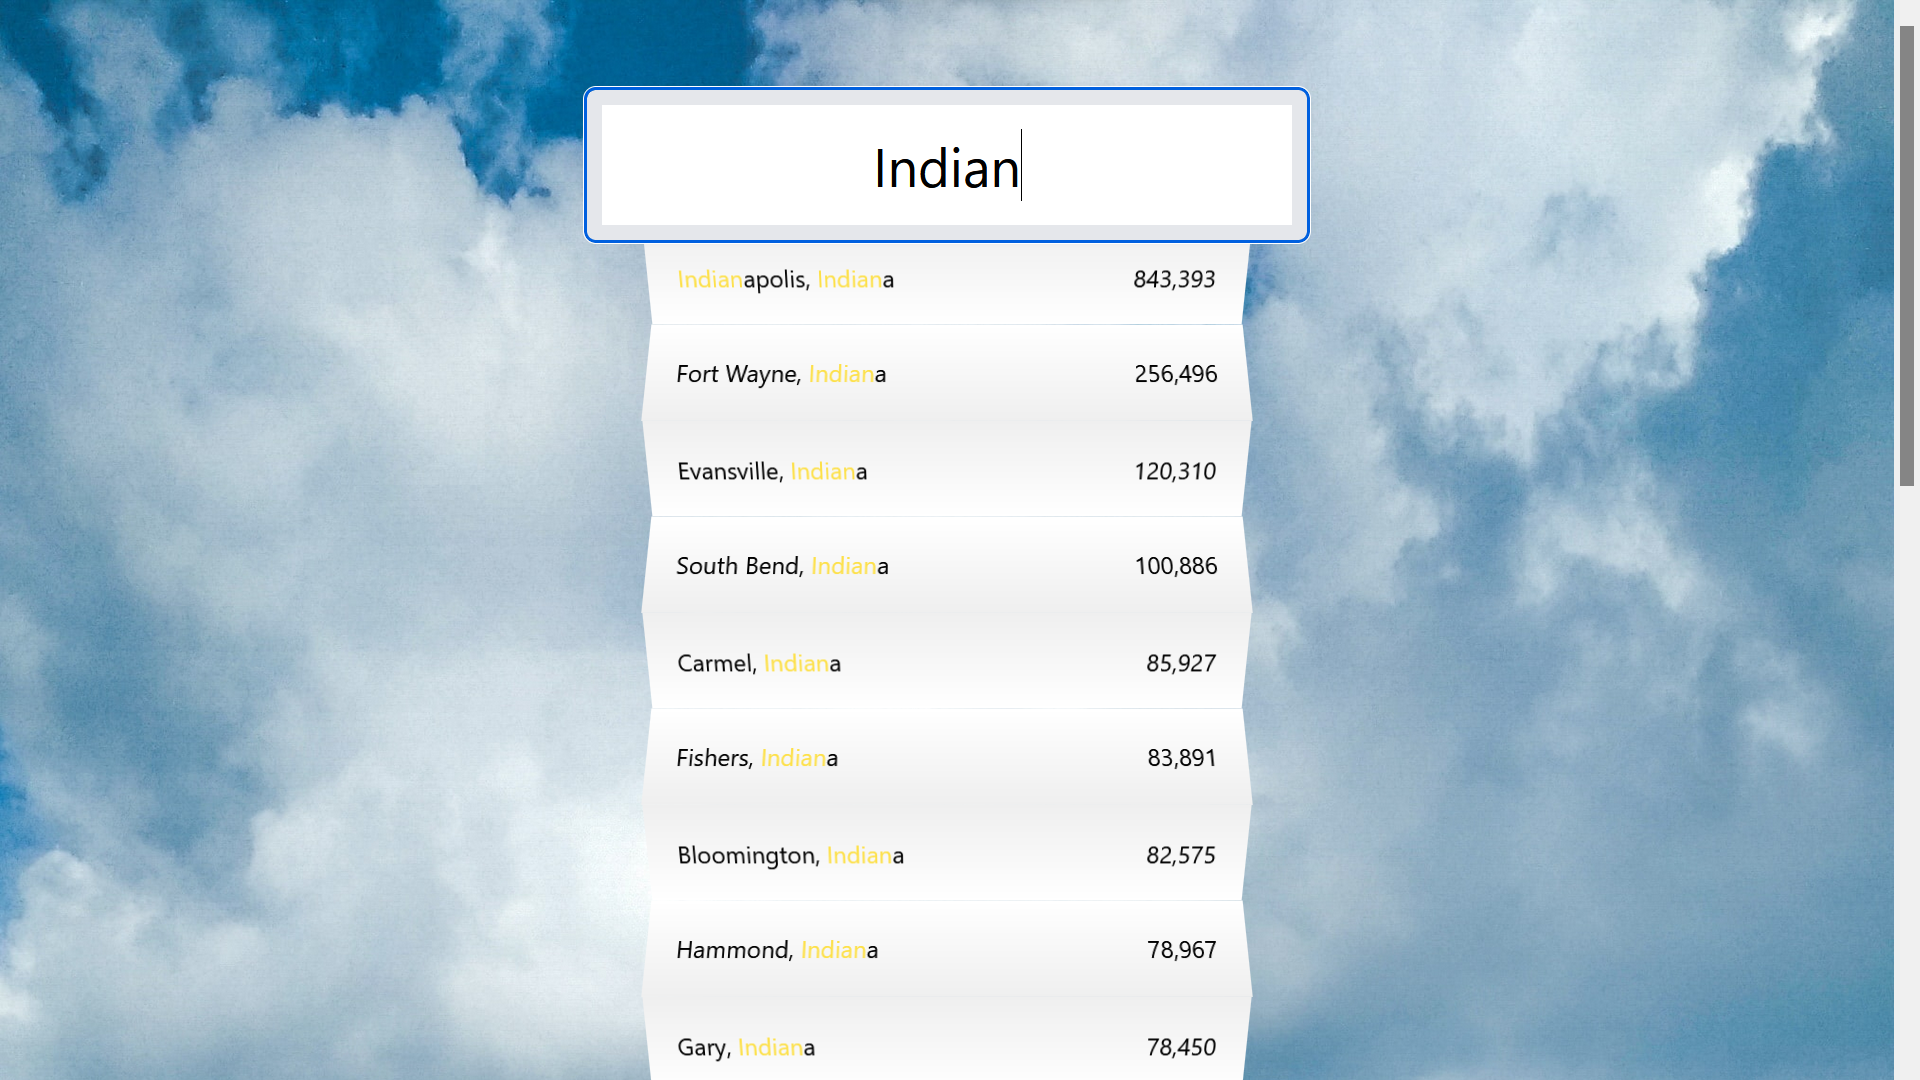 Indian
Indianapolis, Indiana 843,393
Fort Wayne, Indiana 256,496
Evansville, Indiana 120,310
South Bend, Indiana 100,886
Carmel, Indiana 85,927
Fishers, Indiana 83,891
Bloomington, Indiana 82,575
Hammond, Indiana 78,967
Gary, Indiana 78,450